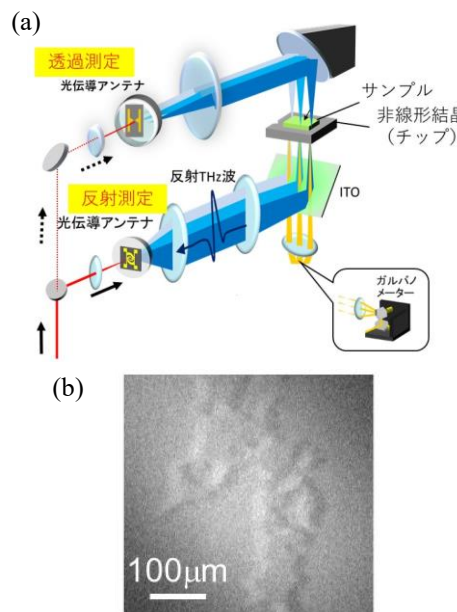 (a)
透過測定
光伝導アンテナ
サンプル
非線形結晶
(チップ)
反射測定
光伝導アンテナ
反射THz波
ITO
ガルバノ
メーター
(b)
100μm